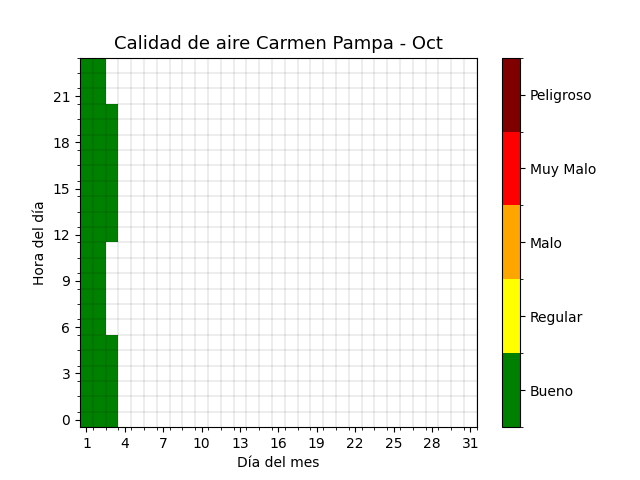 Calidad de aire Carmen Pampa - Oct
21
18
15
12
9
6
3
0
Hora del día
1 4 7 10 13 16 19 22 25 28 31
Día del mes
Peligroso
Muy Malo
Malo
Regular
Bueno